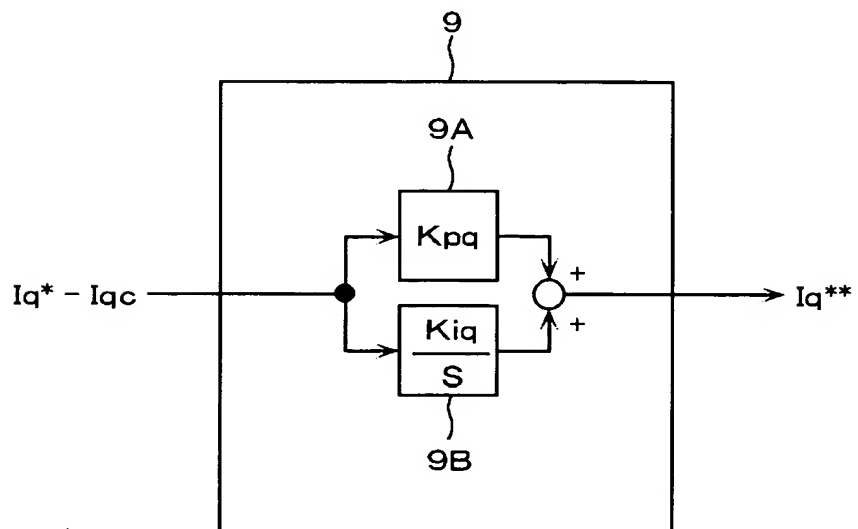 9
9A
Kpq
Iq* – Iqc
+
Iq**
+
Kiq
S
9B